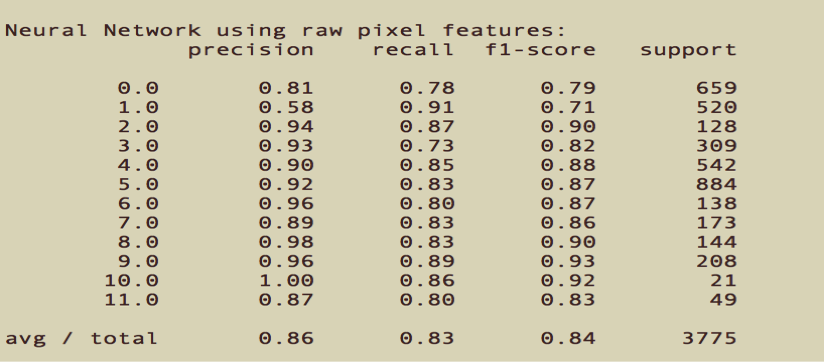 Neural Network using raw pixel features:
precision recall f1-score support
0.0 0.81 0.78 0.79 659
1.0 0.58 0.91 0.71 520
2.0 0.94 0.87 0.90 128
3.0 0.93 0.73 0.82 309
4.0 0.90 0.85 0.88 542
5.0 0.92 0.83 0.87 884
6.0 0.96 0.80 0.87 138
7.0 0.89 0.83 0.86 173
8.0 0.98 0.83 0.90 144
9.0 0.96 0.89 0.93 208
10.0 1.00 0.86 0.92 21
11.0 0.87 0.80 0.83 49
avg / total 0.86 0.83 0.84 3775